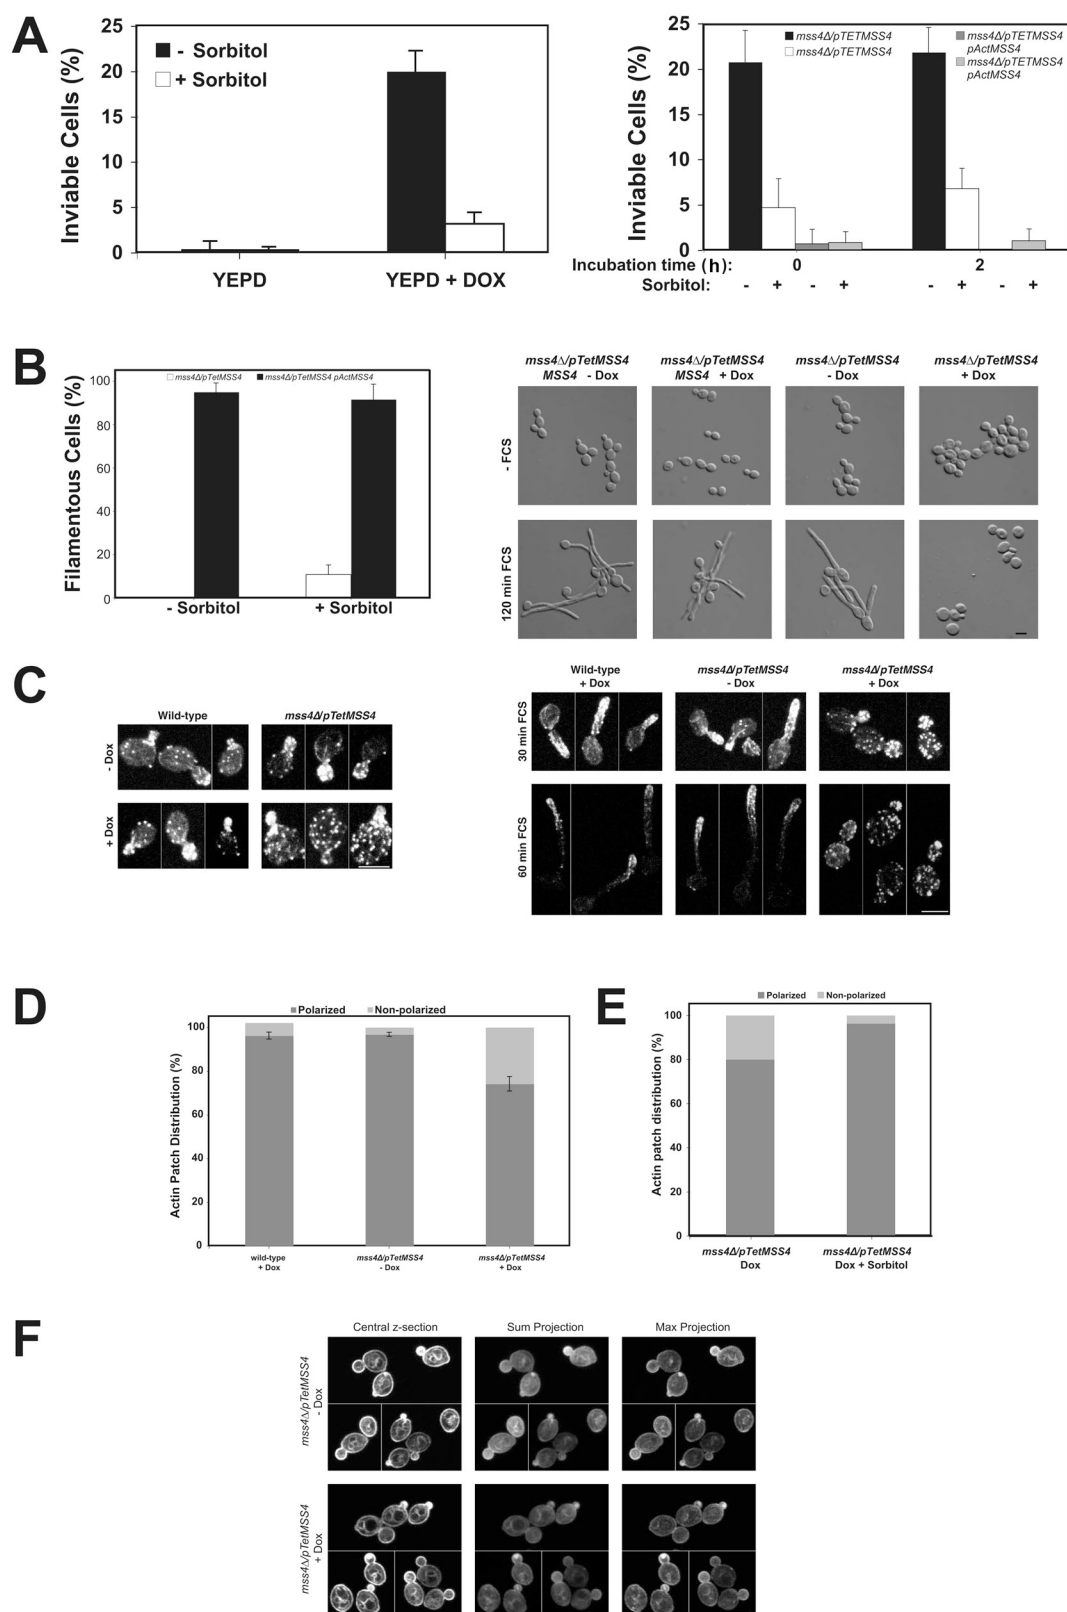 A
Inviable Cells (%)
25
20
15
10
5
0
- Sorbitol
+ Sorbitol
YEPD
YEPD + DOX
Inviable Cells (%)
25
20
15
10
5
0
mss4Δ/pTETMSS4
mss4Δ/pTETMSS4
mss4Δ/pTETMSS4
pActMSS4
mss4Δ/pTETMSS4
pActMSS4
Incubation time (h): 0 2
Sorbitol: - + - + - + - +
B
Filamentous Cells (%)
100
80
60
40
20
0
mss4Δ/pTetMSS4
mss4Δ/pTetMSS4 pActMSS4
- Sorbitol
+ Sorbitol
mss4Δ/pTetMSS4
MSS4 - Dox
mss4Δ/pTetMSS4
MSS4 + Dox
mss4Δ/pTetMSS4
- Dox
mss4Δ/pTetMSS4
+ Dox
- FCS
120 min FCS
C
Wild-type
mss4Δ/pTetMSS4
- Dox
+ Dox
Wild-type
+ Dox
mss4Δ/pTetMSS4
- Dox
mss4Δ/pTetMSS4
+ Dox
30 min FCS
60 min FCS
D
Polarized
Non-polarized
Actin Patch Distribution (%)
100
80
60
40
20
0
wild-type
+ Dox
mss4Δ/pTetMSS4
- Dox
mss4Δ/pTetMSS4
+ Dox
E
Polarized
Non-polarized
Actin patch distribution (%)
100
80
60
40
20
0
mss4Δ/pTetMSS4
Dox
mss4Δ/pTetMSS4
Dox + Sorbitol
F
Central z-section
Sum Projection
Max Projection
mss4Δ/pTetMSS4
- Dox
mss4Δ/pTetMSS4
+ Dox